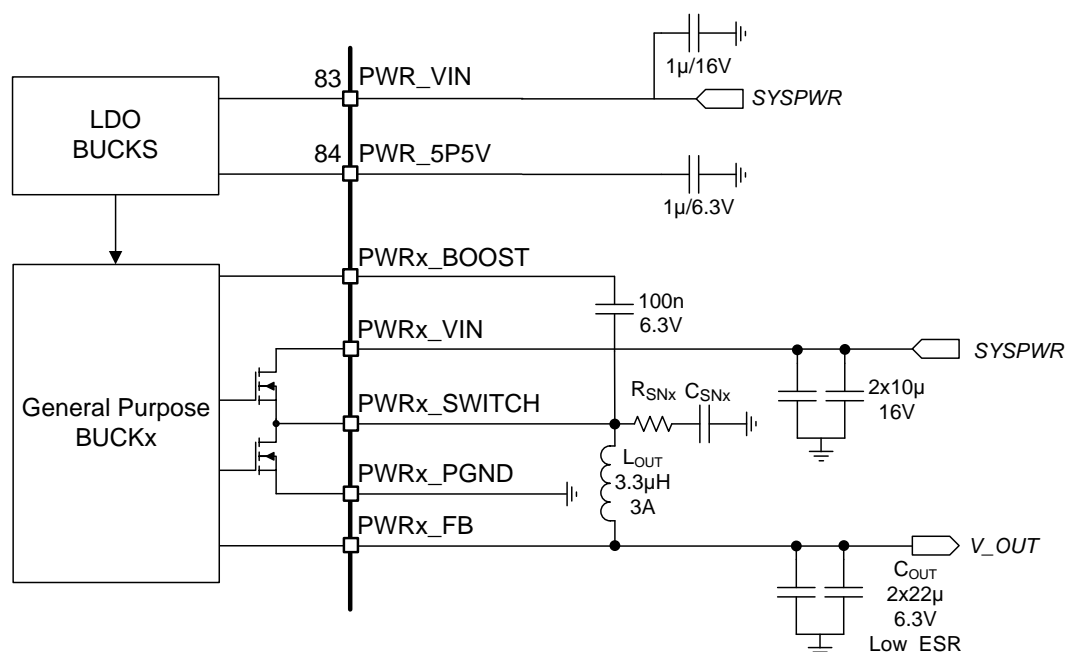 1µ/16V
83
PWR_VIN
SYSPWR
LDO
BUCKS
84
PWR_5P5V
1µ/6.3V
PWRx_BOOST
100n
6.3V
PWRx_VIN
SYSPWR
2x10µ
16V
RSNx
CSNx
General Purpose
BUCKx
PWRx_SWITCH
LOUT
3.3µH
3A
PWRx_PGND
PWRx_FB
V_OUT
COUT
2x22µ
6.3V
Low ESR